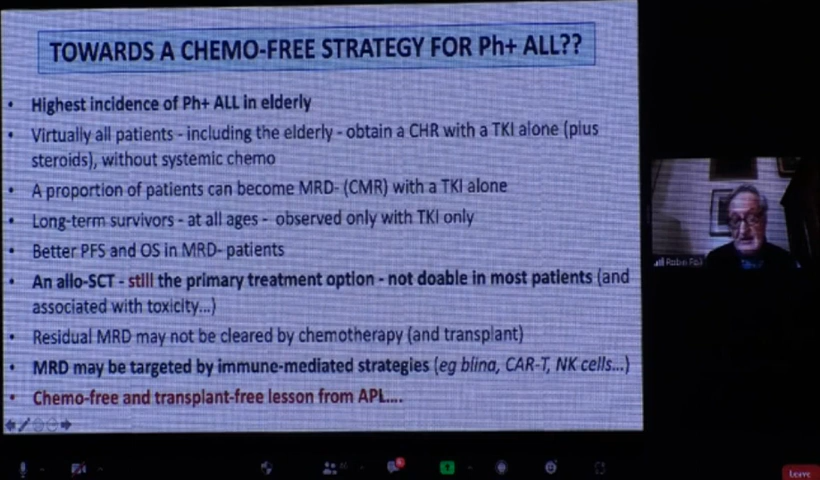 TOWARDS A CHEMO-FREE STRATEGY FOR Ph+ ALL??
• Highest incidence of Ph+ ALL in elderly
• Virtually all patients - including the elderly - obtain a CHR with a TKI alone (plus
steroids), without systemic chemo
• A proportion of patients can become MRD- (CMR) with a TKI alone
• Long-term survivors - at all ages - observed only with TKI only
• Better PFS and OS in MRD- patients
• An allo-SCT - still the primary treatment option - not doable in most patients (and
associated with toxicity...)
• Residual MRD may not be cleared by chemotherapy (and transplant)
• MRD may be targeted by immune-mediated strategies (eg blina, CAR-T, NK cells...)
• Chemo-free and transplant-free lesson from APL....
Leave